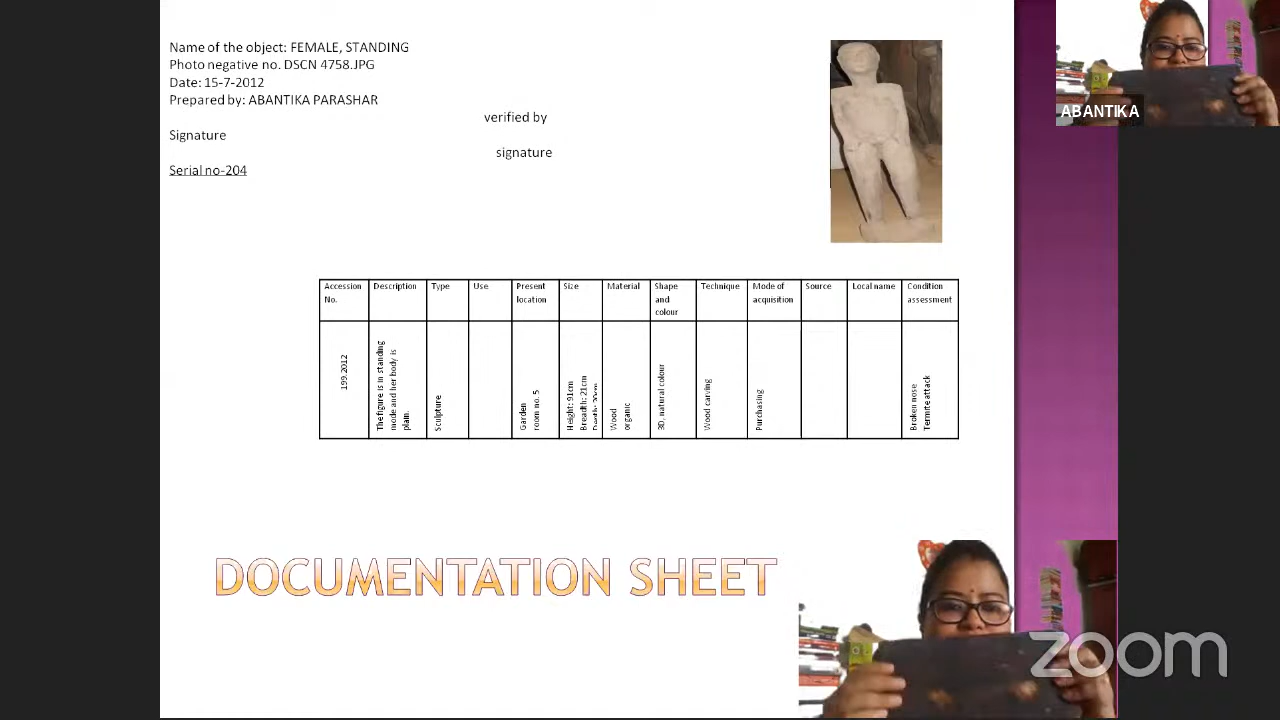 Name of the object: FEMALE, STANDING
Photo negative no. DSCN 4758.JPG
Date: 15-7-2012
Prepared by: ABANTIKA PARASHAR
verified by
Signature
signature
Serial no-204
ABANTIKA
Accession No.
Description
Type
Use
Present location
Size
Material
Shape and colour
Technique
Mode of acquisition
Source
Local name
Condition assessment
199.2012
The figure is in standing
mode and her body is
plain.
Sculpture
Garden
room no. 5
Height: 91cm
Breadth: 21cm
Wood
organic
3D, natural colour
Wood carving
Purchasing
Broken nose
Termite attack
DOCUMENTATION SHEET
zoom